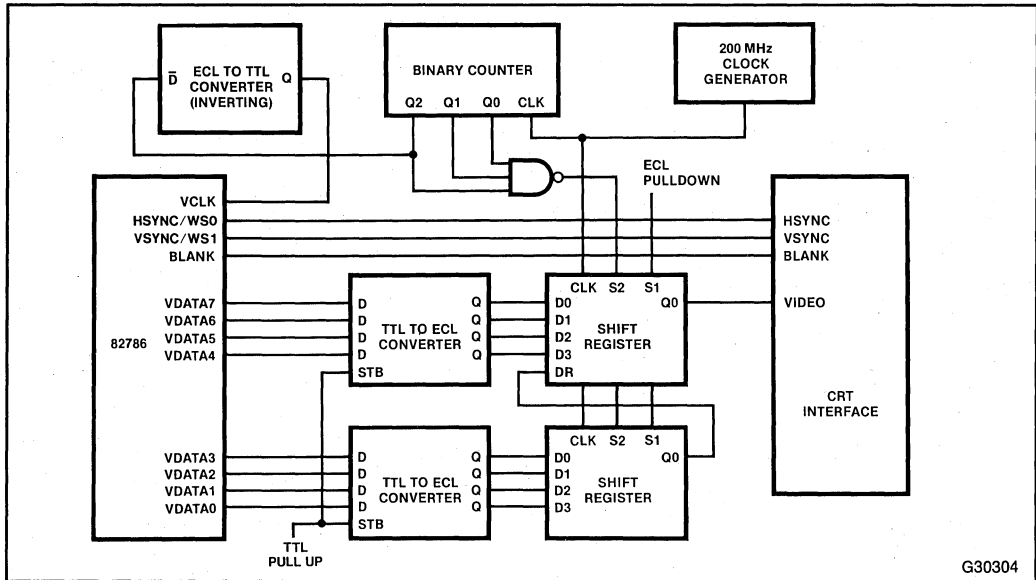 ECL TO TTL
CONVERTER
(INVERTING)
D̅
Q
BINARY COUNTER
Q2 Q1 Q0 CLK
200 MHz
CLOCK
GENERATOR
ECL
PULLDOWN
82786
VCLK
HSYNC/WS0
VSYNC/WS1
BLANK
VDATA7
VDATA6
VDATA5
VDATA4
VDATA3
VDATA2
VDATA1
VDATA0
D
D
D
D
STB
TTL TO ECL
CONVERTER
Q
Q
Q
Q
CLK S2 S1
D0
D1
D2
D3
DR
SHIFT
REGISTER
Q0
D
D
D
D
STB
TTL TO ECL
CONVERTER
Q
Q
Q
Q
CLK S2 S1
D0
D1
D2
D3
SHIFT
REGISTER
Q0
TTL
PULL UP
HSYNC
VSYNC
BLANK
VIDEO
CRT
INTERFACE
G30304